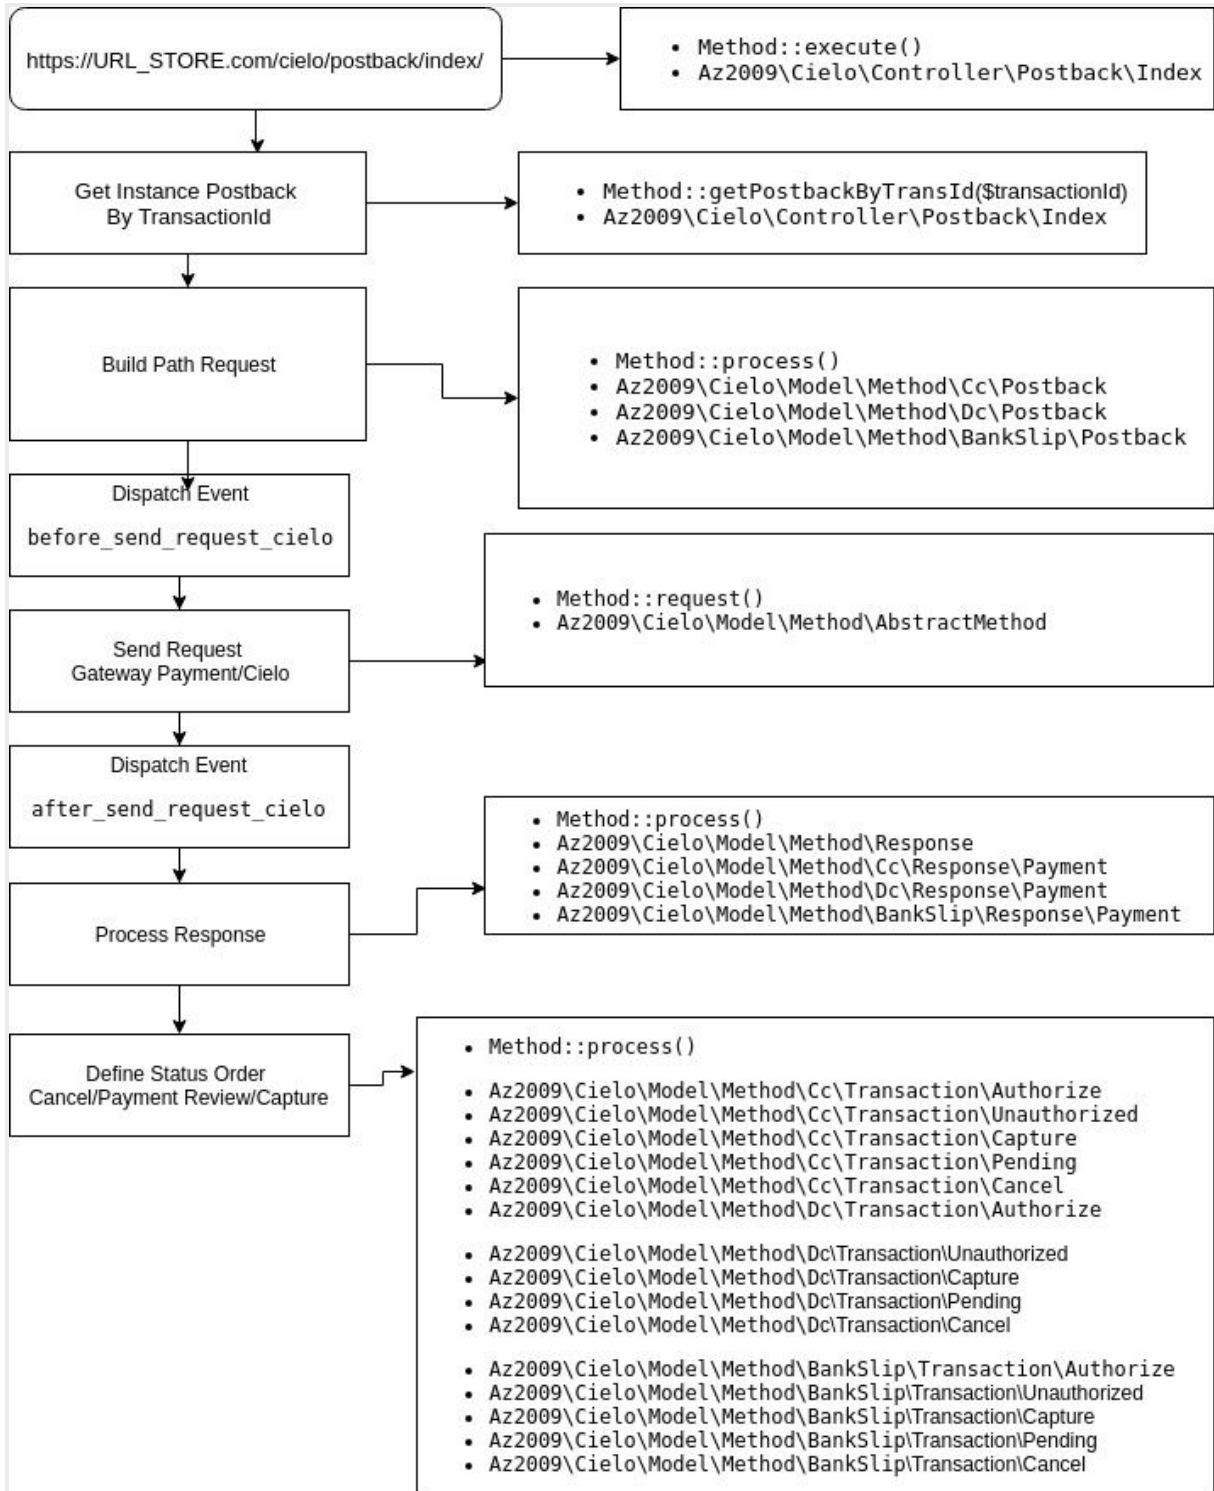 https://URL_STORE.com/cielo/postback/index/
Method::execute()
Az2009\Cielo\Controller\Postback\Index
Get Instance Postback
By TransactionId
Method::getPostbackByTransId($transactionId)
Az2009\Cielo\Controller\Postback\Index
Build Path Request
Method::process()
Az2009\Cielo\Model\Method\Cc\Postback
Az2009\Cielo\Model\Method\Dc\Postback
Az2009\Cielo\Model\Method\BankSlip\Postback
Dispatch Event
before_send_request_cielo
Send Request
Gateway Payment/Cielo
Method::request()
Az2009\Cielo\Model\Method\AbstractMethod
Dispatch Event
after_send_request_cielo
Process Response
Method::process()
Az2009\Cielo\Model\Method\Response
Az2009\Cielo\Model\Method\Cc\Response\Payment
Az2009\Cielo\Model\Method\Dc\Response\Payment
Az2009\Cielo\Model\Method\BankSlip\Response\Payment
Define Status Order
Cancel/Payment Review/Capture
Method::process()
Az2009\Cielo\Model\Method\Cc\Transaction\Authorize
Az2009\Cielo\Model\Method\Cc\Transaction\Unauthorized
Az2009\Cielo\Model\Method\Cc\Transaction\Capture
Az2009\Cielo\Model\Method\Cc\Transaction\Pending
Az2009\Cielo\Model\Method\Cc\Transaction\Cancel
Az2009\Cielo\Model\Method\Dc\Transaction\Authorize
Az2009\Cielo\Model\Method\Dc\Transaction\Unauthorized
Az2009\Cielo\Model\Method\Dc\Transaction\Capture
Az2009\Cielo\Model\Method\Dc\Transaction\Pending
Az2009\Cielo\Model\Method\Dc\Transaction\Cancel
Az2009\Cielo\Model\Method\BankSlip\Transaction\Authorize
Az2009\Cielo\Model\Method\BankSlip\Transaction\Unauthorized
Az2009\Cielo\Model\Method\BankSlip\Transaction\Capture
Az2009\Cielo\Model\Method\BankSlip\Transaction\Pending
Az2009\Cielo\Model\Method\BankSlip\Transaction\Cancel